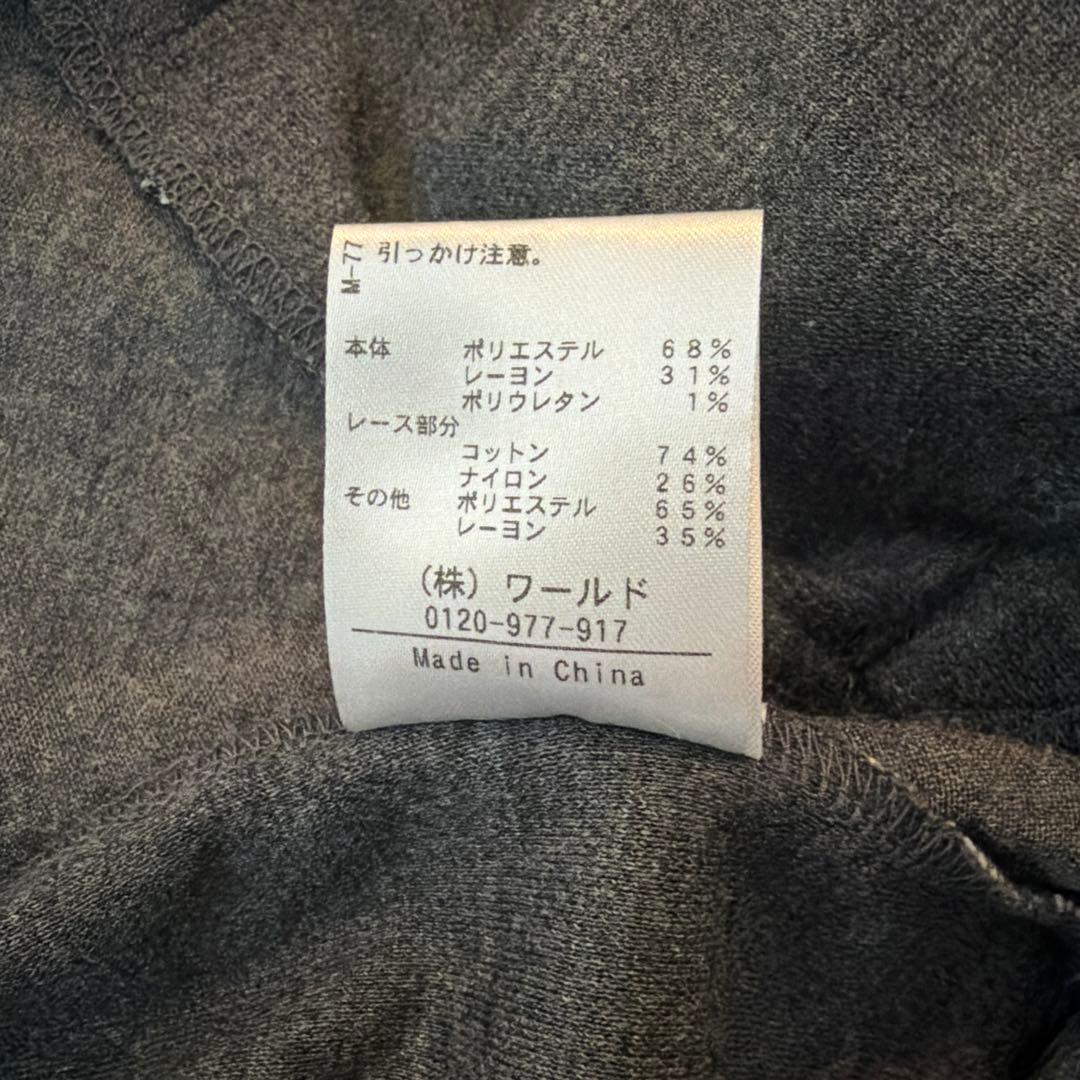 M-77
引っかけ注意。
本体 ポリエステル 68%
レーヨン 31%
ポリウレタン 1%
レース部分
コットン 74%
ナイロン 26%
その他 ポリエステル 65%
レーヨン 35%
(株) ワールド
0120-977-917
Made in China